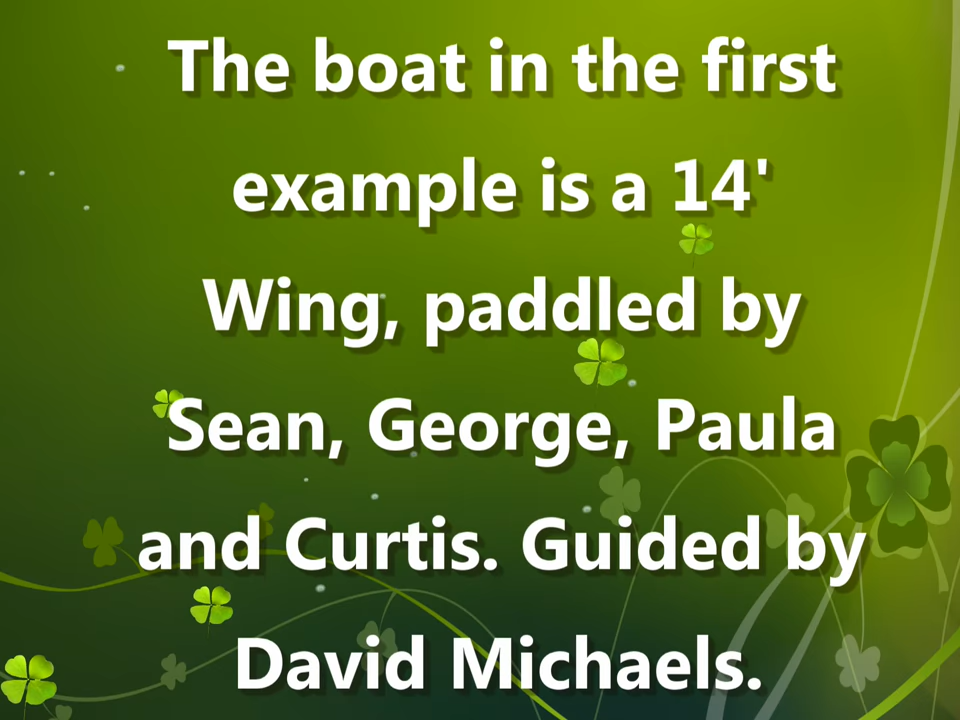 The boat in the first
example is a 14'
Wing, paddled by
Sean, George, Paula
and Curtis. Guided by
David Michaels.